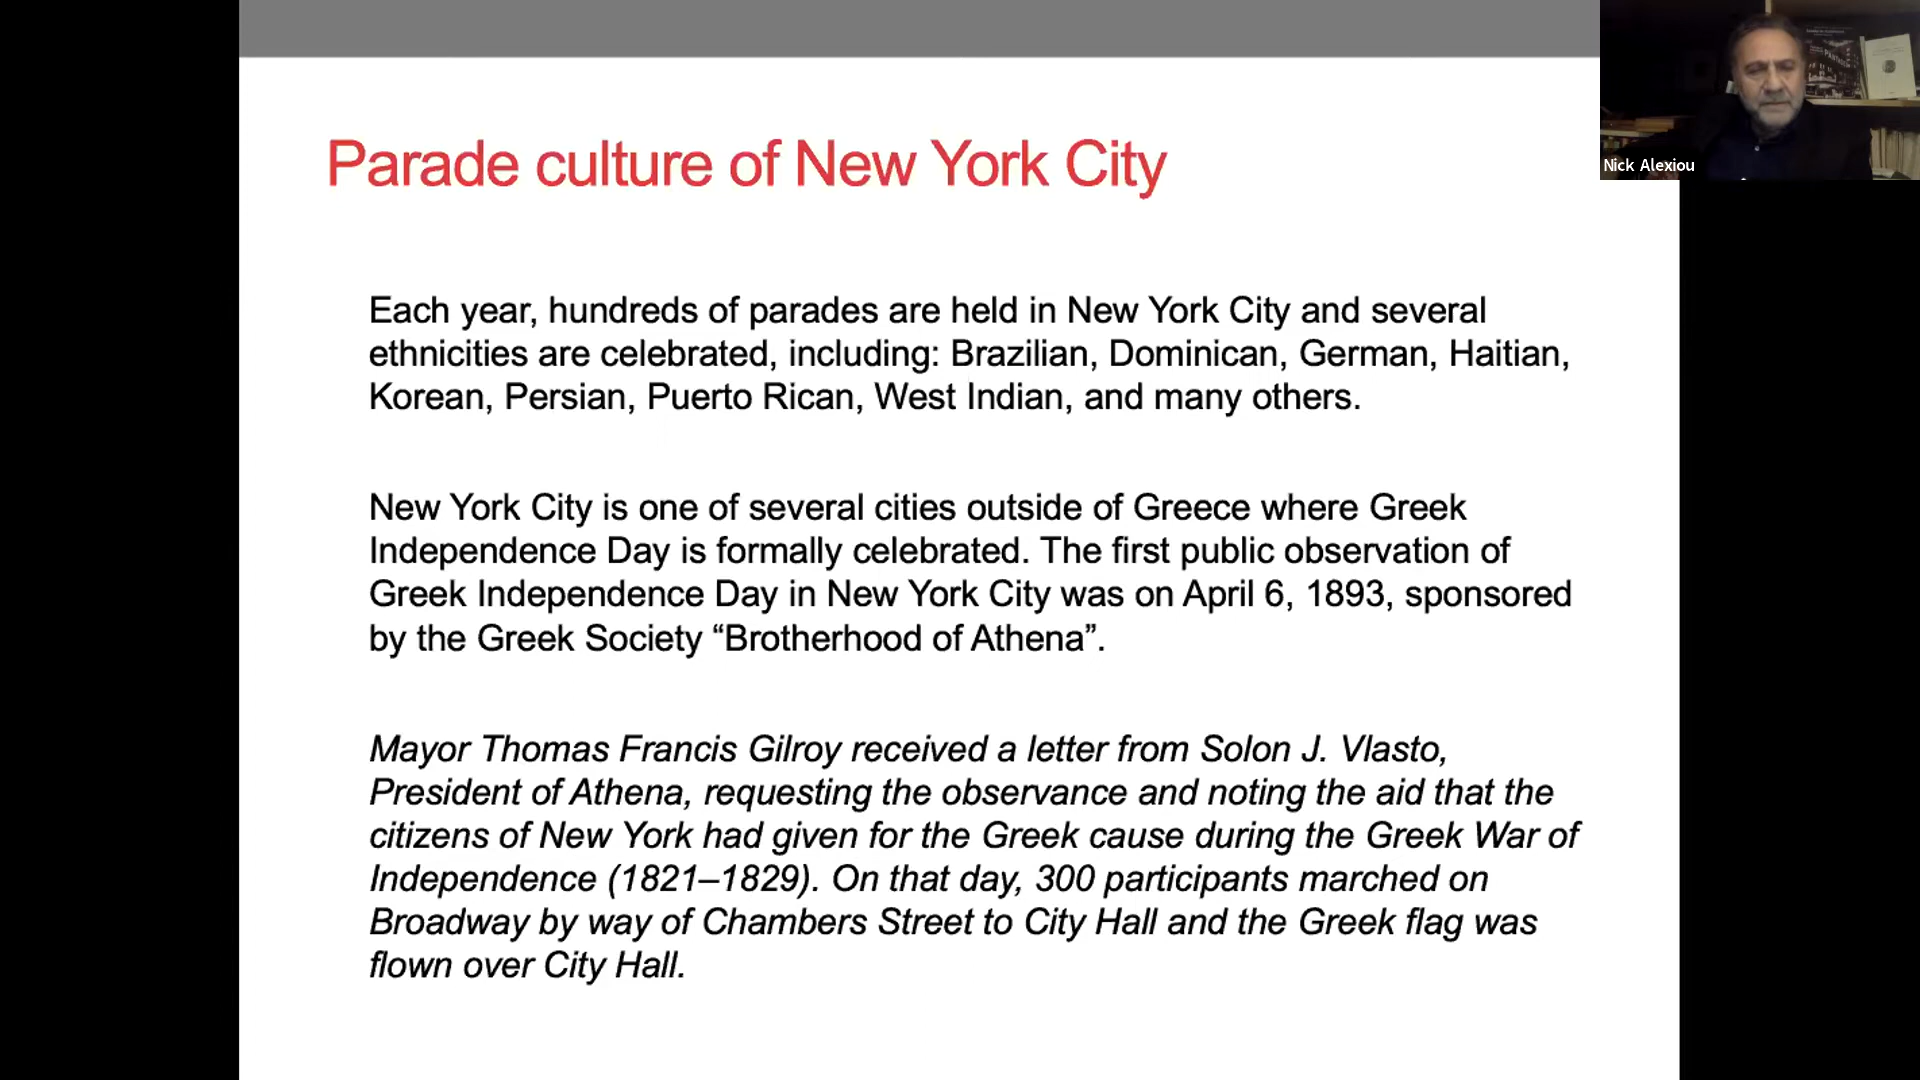 Parade culture of New York City
Nick Alexiou
Each year, hundreds of parades are held in New York City and several
ethnicities are celebrated, including: Brazilian, Dominican, German, Haitian,
Korean, Persian, Puerto Rican, West Indian, and many others.
New York City is one of several cities outside of Greece where Greek
Independence Day is formally celebrated. The first public observation of
Greek Independence Day in New York City was on April 6, 1893, sponsored
by the Greek Society “Brotherhood of Athena”.
Mayor Thomas Francis Gilroy received a letter from Solon J. Vlasto,
President of Athena, requesting the observance and noting the aid that the
citizens of New York had given for the Greek cause during the Greek War of
Independence (1821–1829). On that day, 300 participants marched on
Broadway by way of Chambers Street to City Hall and the Greek flag was
flown over City Hall.